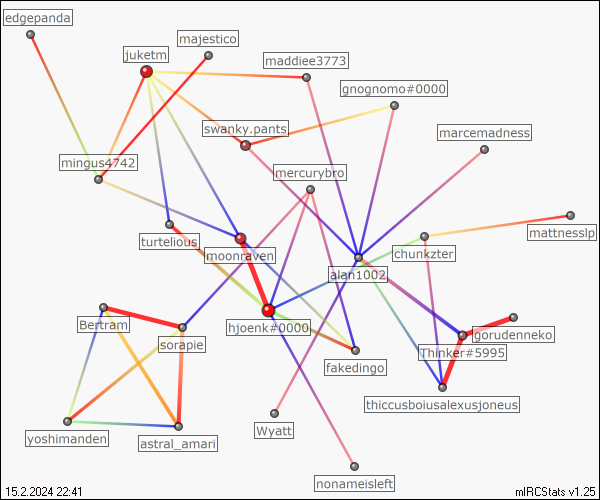 edgepanda
majestico
juketm
maddiee3773
gnognomo#0000
swanky.pants
marcemadness
mingus4742
mercurybro
mattnesslp
turtelious
moonraven
chunkzter
alan1002
Bertram
hjoenk#0000
gorudenneko
sorapie
Thinker#5995
fakedingo
thiccusboiusalexusjoneus
Wyatt
yoshimanden
astral_amari
nonameisleft
15.2.2024 22:41
mIRCStats v1.25